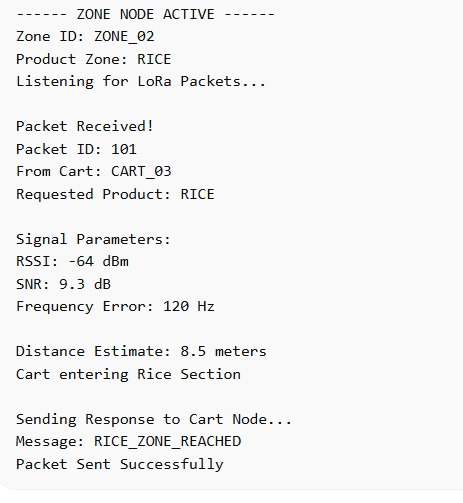 ------ ZONE NODE ACTIVE ------
Zone ID: ZONE_02
Product Zone: RICE
Listening for LoRa Packets...
Packet Received!
Packet ID: 101
From Cart: CART_03
Requested Product: RICE
Signal Parameters:
RSSI: -64 dBm
SNR: 9.3 dB
Frequency Error: 120 Hz
Distance Estimate: 8.5 meters
Cart entering Rice Section
Sending Response to Cart Node...
Message: RICE_ZONE_REACHED
Packet Sent Successfully